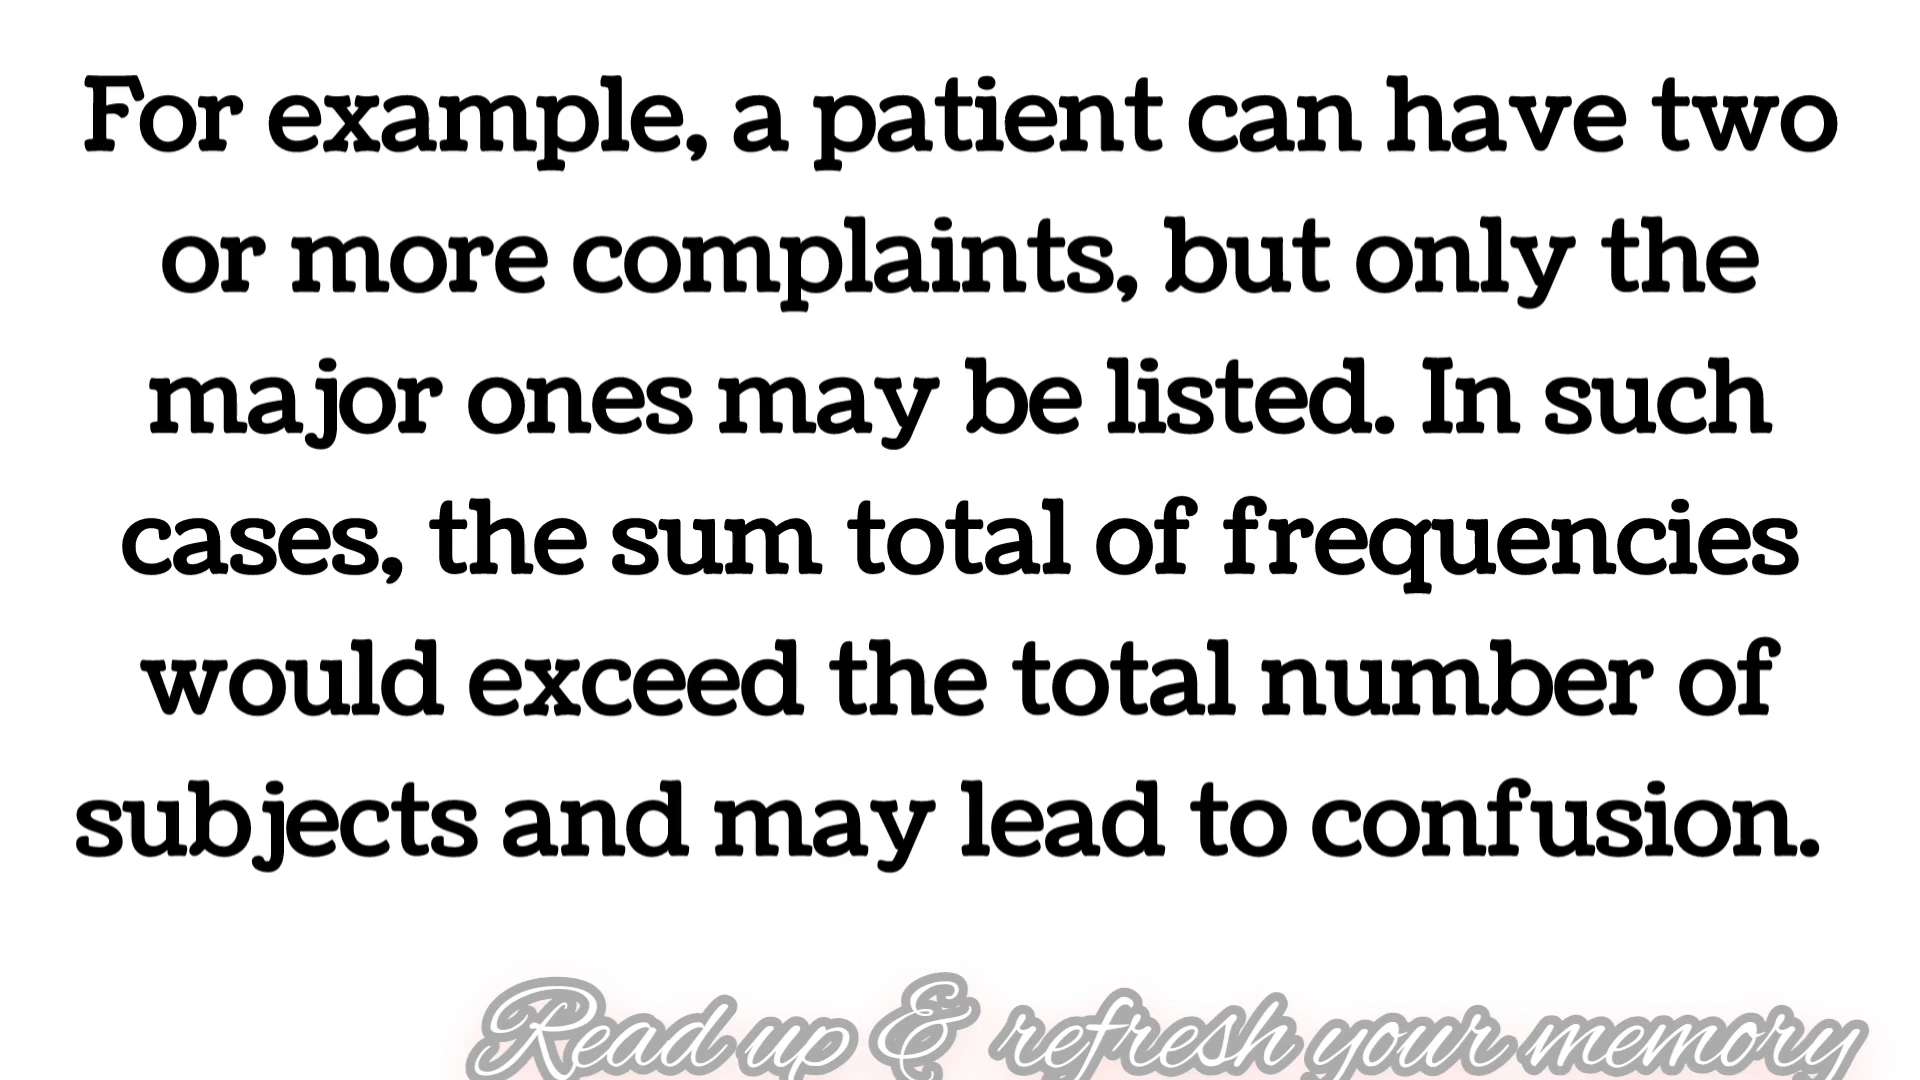 For example, a patient can have two
or more complaints, but only the
major ones may be listed. In such
cases, the sum total of frequencies
would exceed the total number of
subjects and may lead to confusion.
Read up & refresh your memory